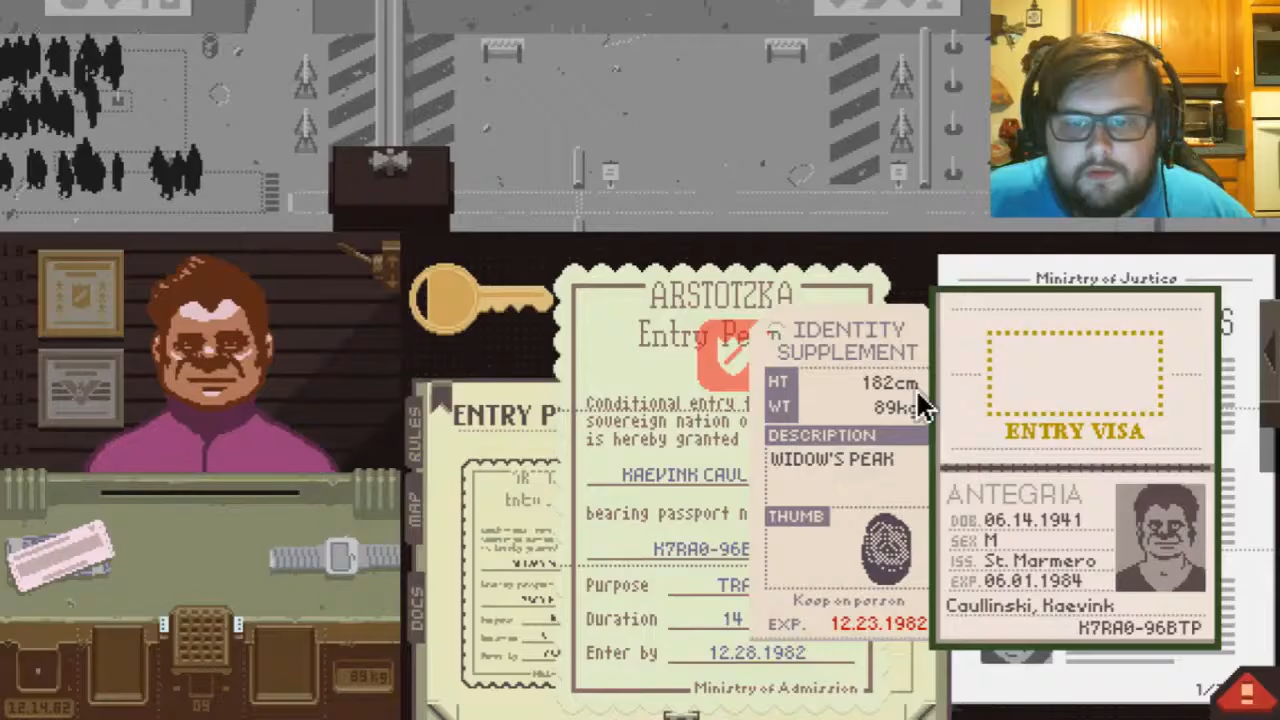 Ministry of Justice
ARSTOTZKA
Entry Pe
IDENTITY
SUPPLEMENT
HT 182cm
WT 89kg
DESCRIPTION
WIDOW'S PEAK
THUMB
Keep on person
EXP. 12.23.1982
ENTRY VISA
ANTEGRIA
DOB. 06.14.1941
SEX M
ISS. St. Marmero
EXP. 06.01.1984
Caullinski, Kaevink
K7RA0-96BTP
ENTRY P
Conditional entry t
sovereign nation o
is hereby granted
KAEVINK CAUL
bearing passport n
K7RA0-96B
Purpose TRA
Duration 14
Enter by 12.28.1982
Ministry of Admission
RULES
MAP
DOCS
89kg
12.14.82
09